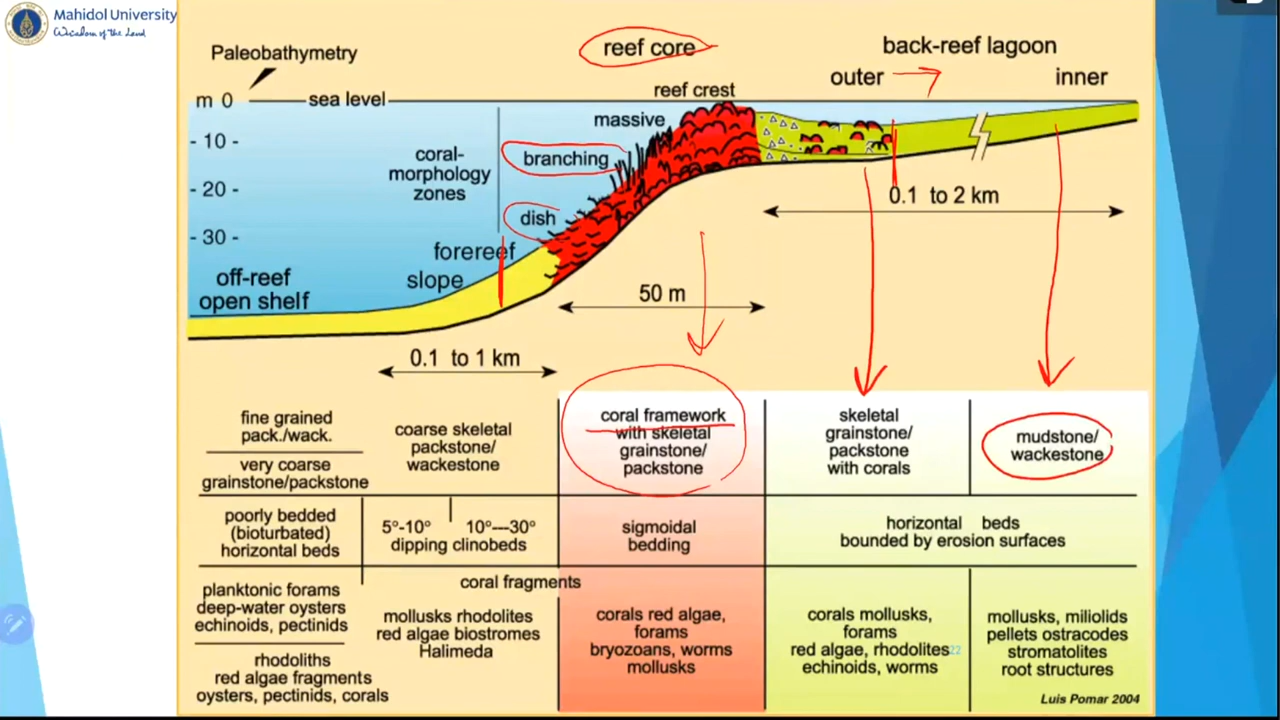 Mahidol University
Wisdom of the Land
Paleobathymetry
reef core
back-reef lagoon
outer
inner
m 0
sea level
reef crest
massive
- 10 -
coral-
morphology
zones
branching
- 20 -
0.1 to 2 km
dish
- 30 -
forereef
slope
off-reef
open shelf
50 m
0.1 to 1 km
fine grained
pack./wack.
very coarse
grainstone/packstone
coarse skeletal
packstone/
wackestone
coral framework
with skeletal
grainstone/
packstone
skeletal
grainstone/
packstone
with corals
mudstone/
wackestone
poorly bedded
(bioturbated)
horizontal beds
5°-10° 10°---30°
dipping clinobeds
sigmoidal
bedding
horizontal beds
bounded by erosion surfaces
planktonic forams
deep-water oysters
echinoids, pectinids
rhodoliths
red algae fragments
oysters, pectinids, corals
coral fragments
mollusks rhodolites
red algae biostromes
Halimeda
corals red algae,
forams
bryozoans, worms
mollusks
corals mollusks,
forams
red algae, rhodolites
echinoids, worms
22
mollusks, miliolids
pellets ostracodes
stromatolites
root structures
Luis Pomar 2004